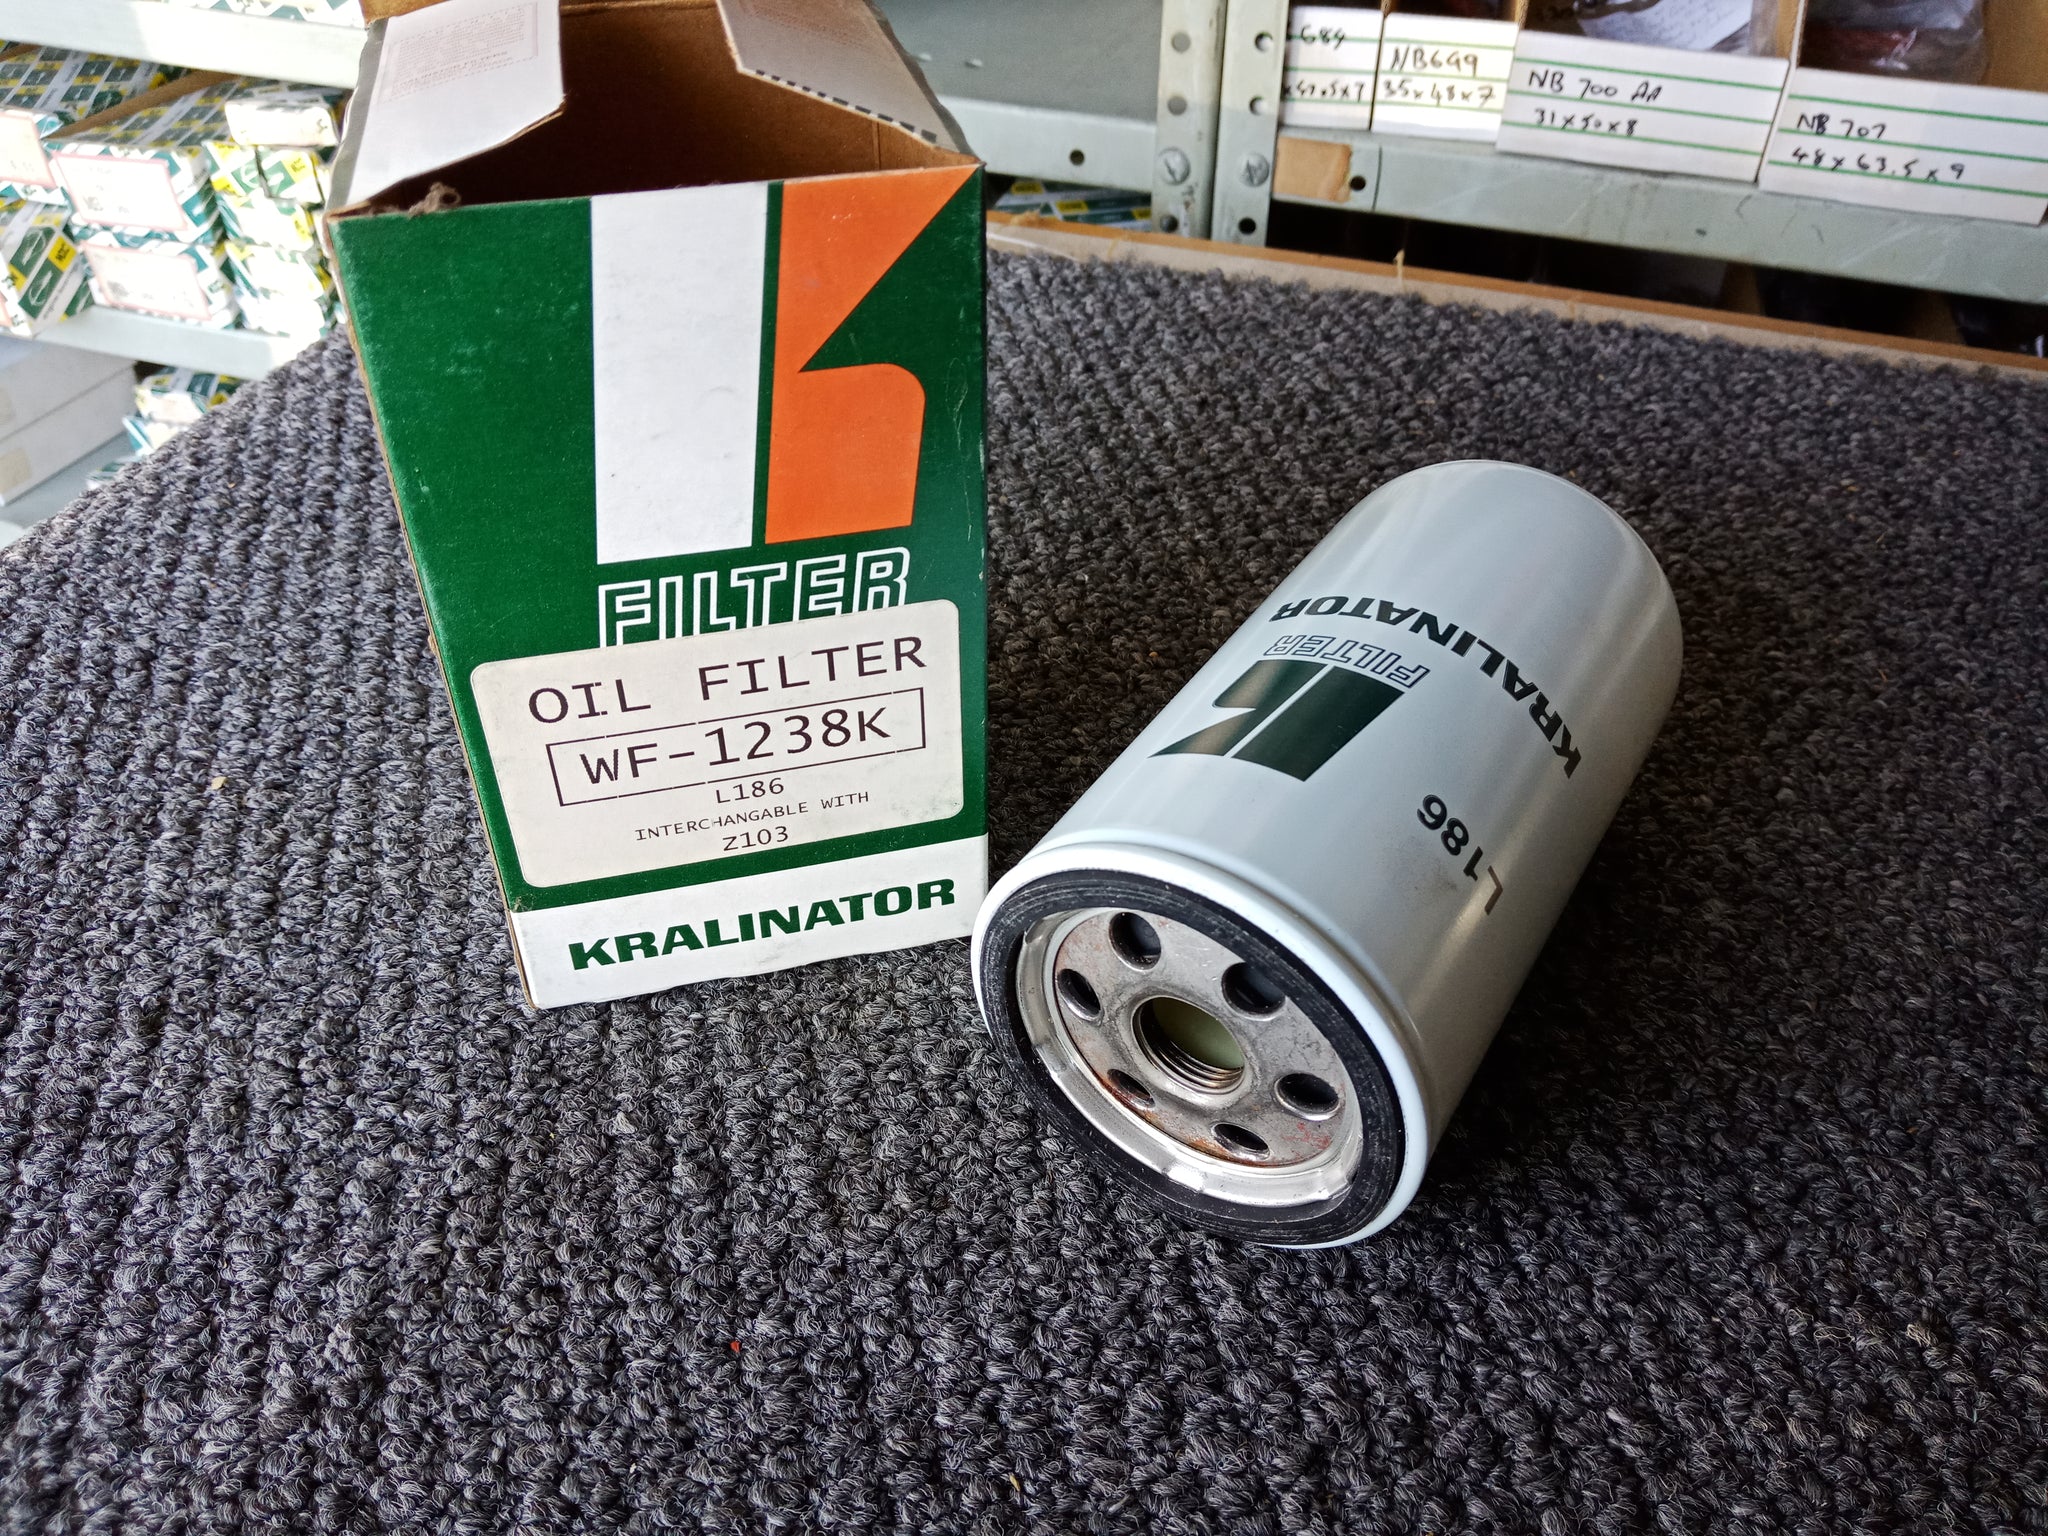 FILTER
OIL FILTER
WF-1238K
L186
INTERCHANGABLE WITH
Z103
KRALINATOR
FILTER
KRALINATOR
L186
684
NB649
35x48x7
NB 700 AA
31x50x8
NB 707
48x63.5x9